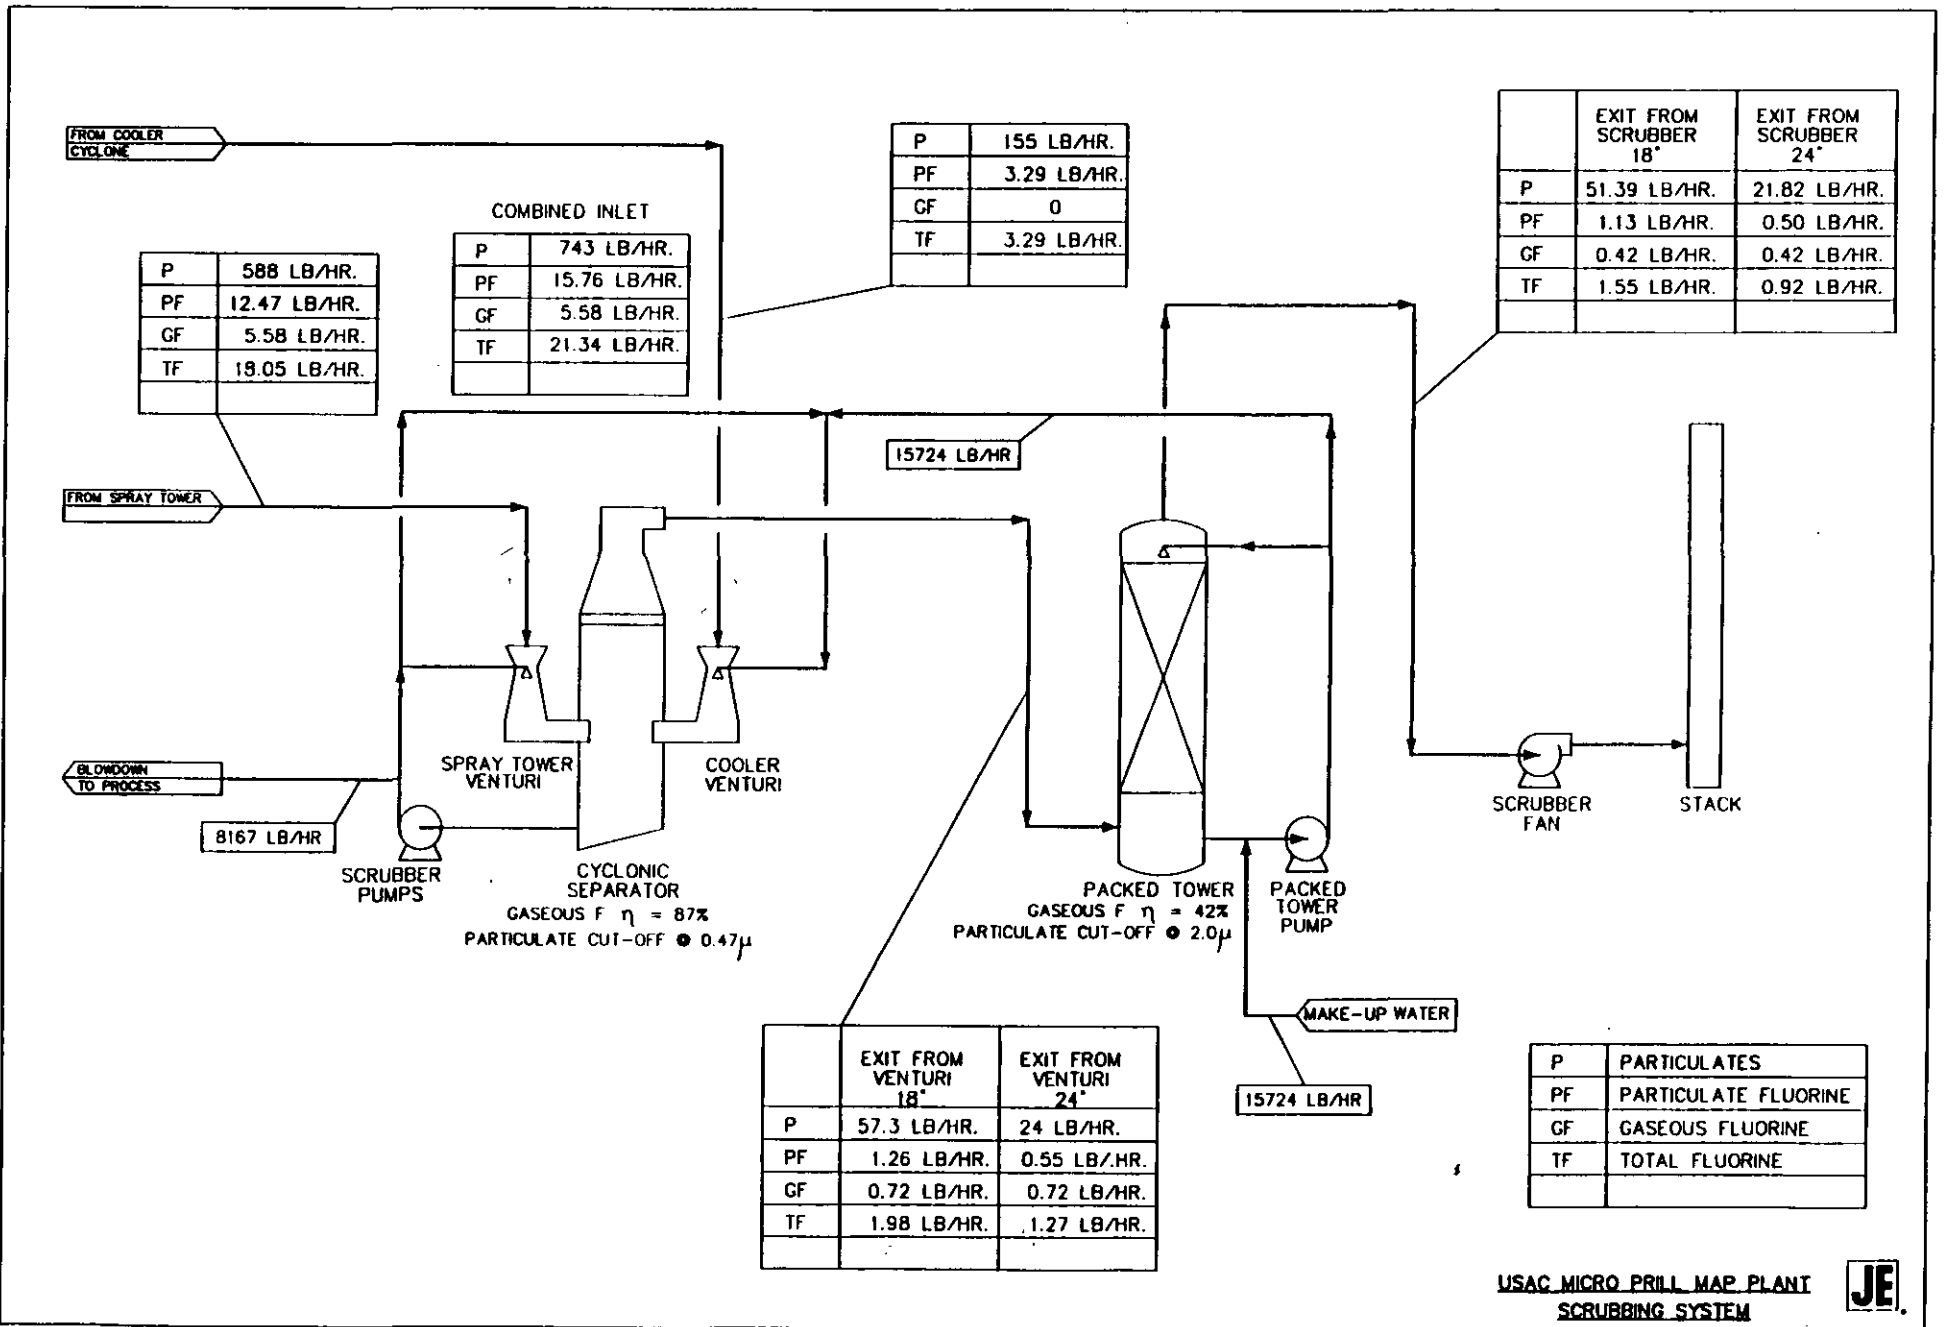 FROM COOLER
CYCLONE
P 155 LB/HR.
PF 3.29 LB/HR.
GF 0
TF 3.29 LB/HR.
EXIT FROM SCRUBBER 18" EXIT FROM SCRUBBER 24"
P 51.39 LB/HR. 21.82 LB/HR.
PF 1.13 LB/HR. 0.50 LB/HR.
GF 0.42 LB/HR. 0.42 LB/HR.
TF 1.55 LB/HR. 0.92 LB/HR.
COMBINED INLET
P 743 LB/HR.
PF 15.76 LB/HR.
GF 5.58 LB/HR.
TF 21.34 LB/HR.
P 588 LB/HR.
PF 12.47 LB/HR.
GF 5.58 LB/HR.
TF 18.05 LB/HR.
15724 LB/HR
FROM SPRAY TOWER
SPRAY TOWER
VENTURI
COOLER
VENTURI
BLOWDOWN
TO PROCESS
8167 LB/HR
SCRUBBER
PUMPS
CYCLONIC
SEPARATOR
GASEOUS F η = 87%
PARTICULATE CUT-OFF @ 0.47μ
PACKED TOWER
GASEOUS F η = 42%
PARTICULATE CUT-OFF @ 2.0μ
PACKED
TOWER
PUMP
SCRUBBER
FAN
STACK
MAKE-UP WATER
15724 LB/HR
EXIT FROM VENTURI 18" EXIT FROM VENTURI 24"
P 57.3 LB/HR. 24 LB/HR.
PF 1.26 LB/HR. 0.55 LB/.HR.
GF 0.72 LB/HR. 0.72 LB/HR.
TF 1.98 LB/HR. 1.27 LB/HR.
P PARTICULATES
PF PARTICULATE FLUORINE
GF GASEOUS FLUORINE
TF TOTAL FLUORINE
USAC MICRO PRILL MAP PLANT
SCRUBBING SYSTEM
JE.